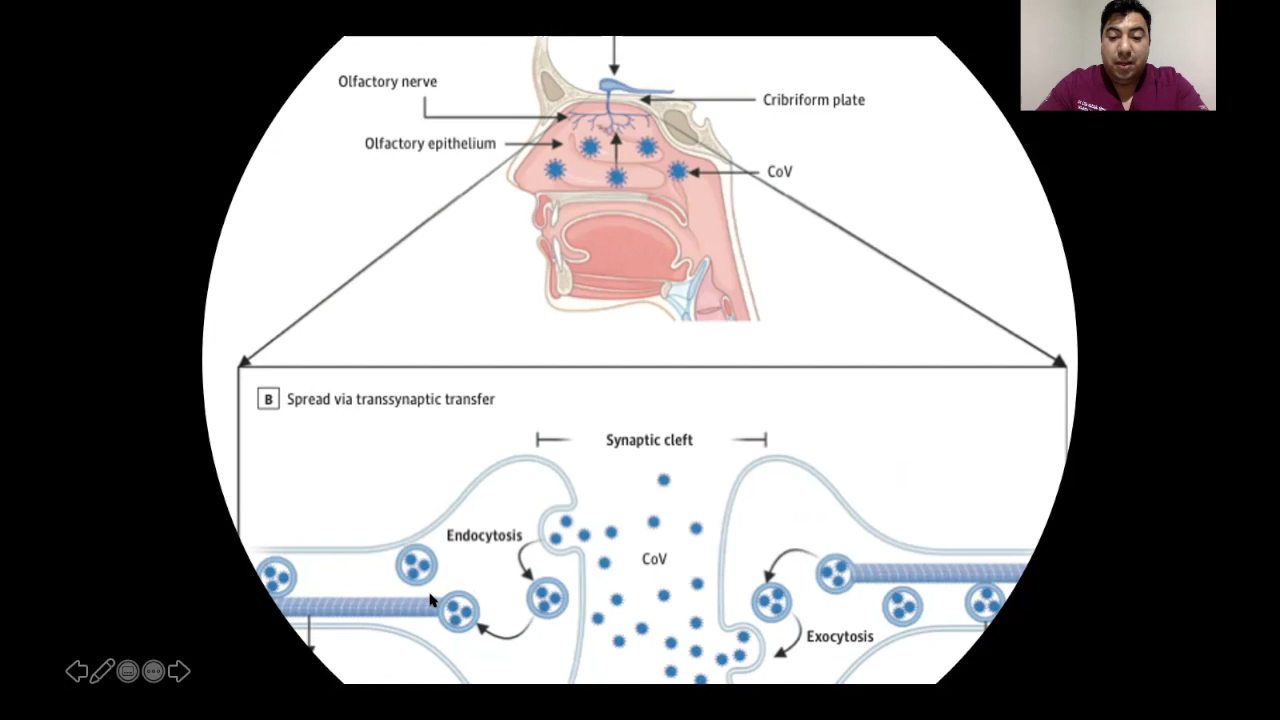 Olfactory nerve
Cribriform plate
Olfactory epithelium
CoV
B Spread via transsynaptic transfer
Synaptic cleft
Endocytosis
CoV
Exocytosis